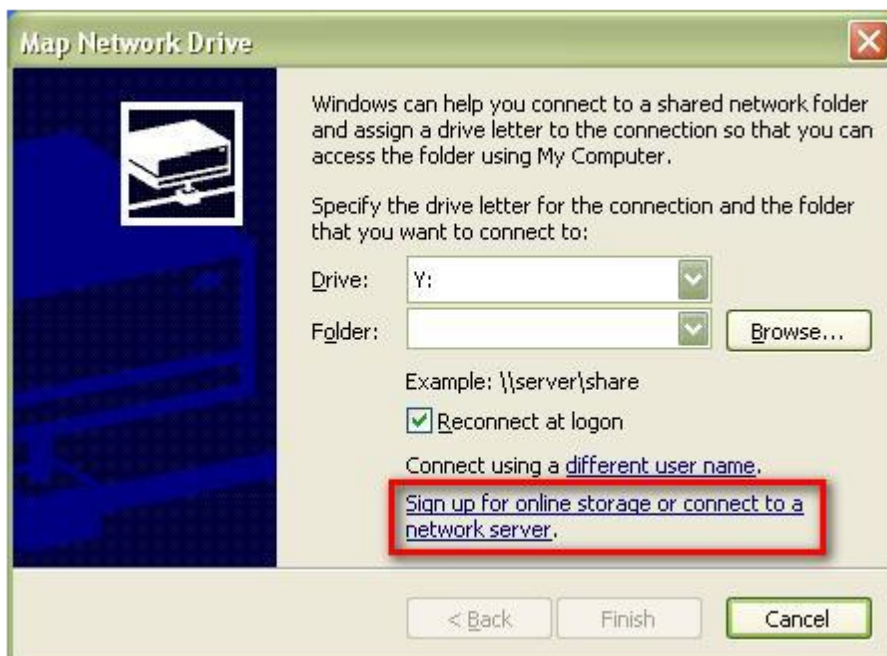 Map Network Drive
Windows can help you connect to a shared network folder
and assign a drive letter to the connection so that you can
access the folder using My Computer.
Specify the drive letter for the connection and the folder
that you want to connect to:
Drive: Y:
Folder: Browse...
Example: \\server\share
Reconnect at logon
Connect using a different user name.
Sign up for online storage or connect to a
network server.
< Back Finish Cancel